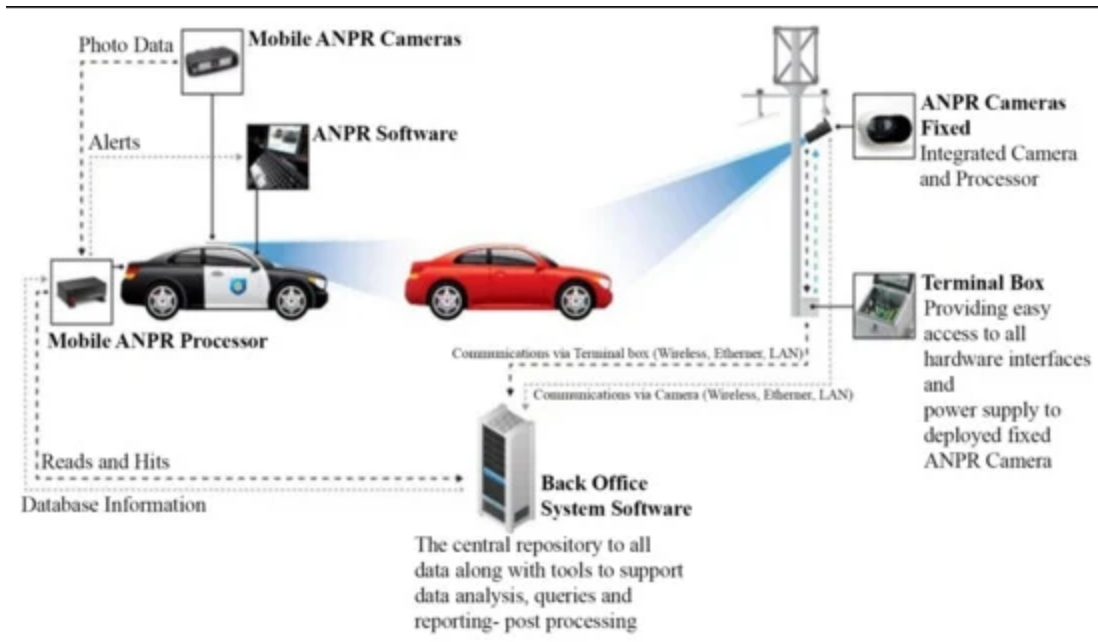 Photo Data
Mobile ANPR Cameras
Alerts
ANPR Software
ANPR Cameras
Fixed
Integrated Camera
and Processor
Mobile ANPR Processor
Terminal Box
Providing easy
access to all
hardware interfaces
and
power supply to
deployed fixed
ANPR Camera
Communications via Terminal box (Wireless, Etherner, LAN)
Communications via Camera (Wireless, Etherner, LAN)
Reads and Hits
Database Information
Back Office
System Software
The central repository to all
data along with tools to support
data analysis, queries and
reporting- post processing